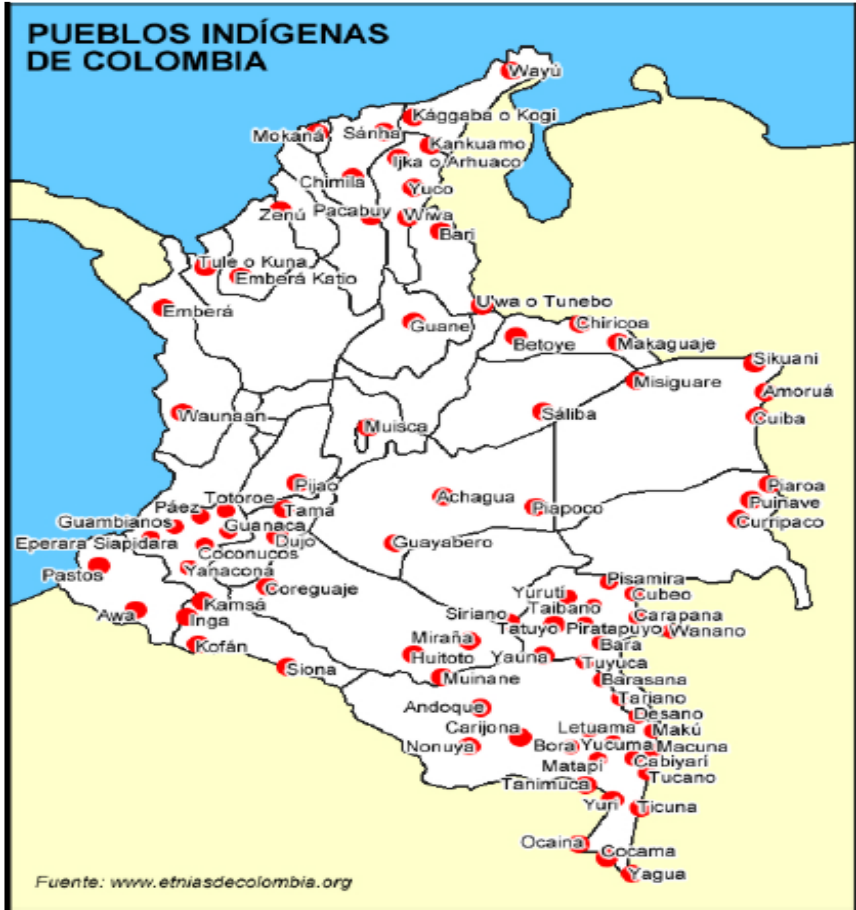 PUEBLOS INDÍGENAS
DE COLOMBIA
Wayú
Kággaba o Kogi
Mokaná
Sánha
Kankuamo
Ijka o Arhuaco
Chimila
Yuco
Zenú
Pacabuy
Wiwa
Bari
Tule o Kuna
Emberá Katio
Emberá
U'wa o Tunebo
Guane
Chiricoa
Betoye
Makaguaje
Sikuani
Misiguare
Amoruá
Waunaan
Sáliba
Cuiba
Muisca
Pijao
Achagua
Piaroa
Totoroe
Páez
Tama
Piapoco
Puinave
Guambianos
Guanaca
Curripaco
Eperara Siapidara
Dujo
Guayabero
Coconucos
Pastos
Yanacona
Coreguaje
Pisamira
Yurutí
Cubeo
Kamsá
Taibano
Awa
Inga
Siriano
Carapana
Tatuyo
Piratapuyo
Wanano
Miraña
Kofán
Bara
Huitoto
Yauna
Siona
Tuyuca
Muinane
Barasana
Tariano
Andoque
Desano
Carijona
Letuama
Makú
Nonuya
Bora
Yucuma
Macuna
Matapi
Cabiyarí
Tanimuca
Tucano
Yuri
Ticuna
Ocaina
Cocama
Yagua
Fuente: www.etniasdecolombia.org